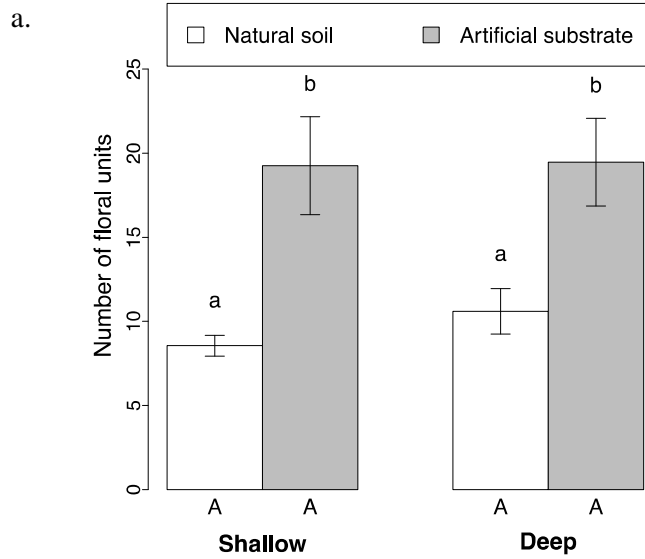 a.
Natural soil Artificial substrate
Number of floral units
25
20
15
10
5
0
a b a b
A A A A
Shallow Deep